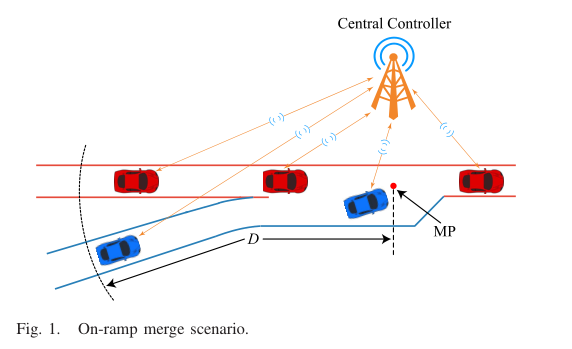 Central Controller
D
MP
Fig. 1. On-ramp merge scenario.